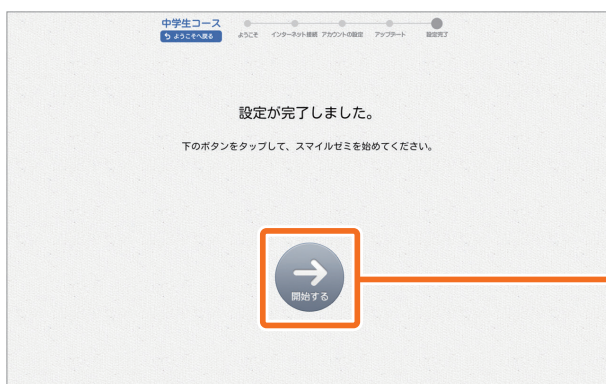 中学生コース
ようこそへ戻る
ようこそ
インターネット接続
アカウントの設定
アップデート
設定完了
設定が完了しました。
下のボタンをタップして、スマイルゼミを始めてください。
開始する